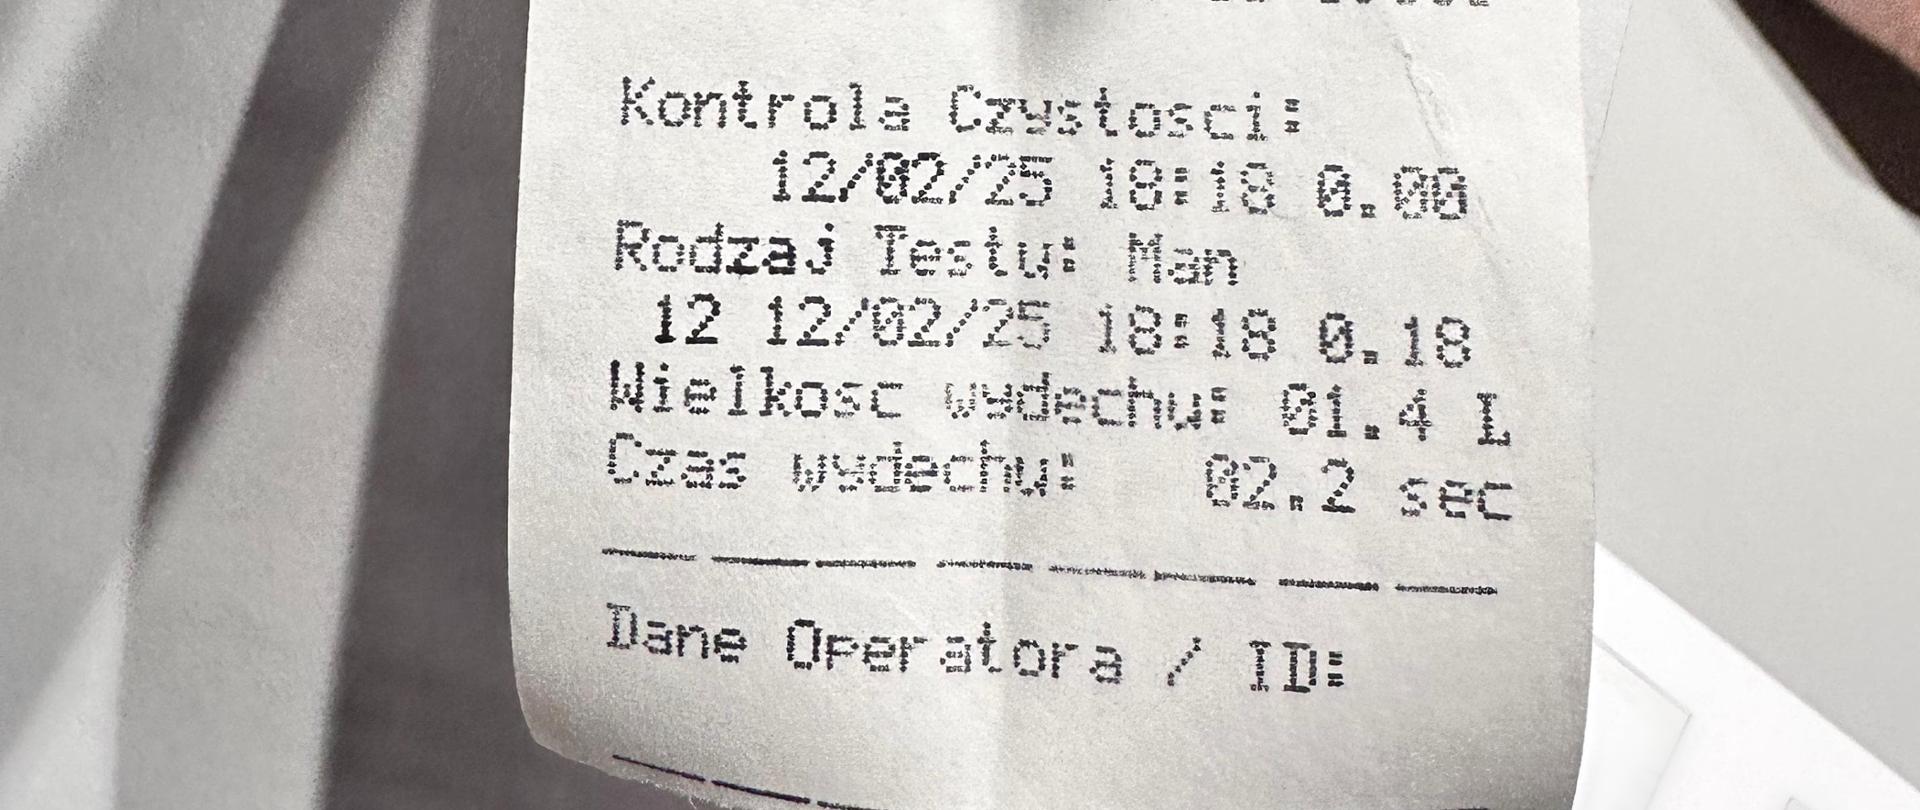 Kontrola Czystosci:
12/02/25 18:18 0.00
Rodzaj Testu: Man
12 12/02/25 18:18 0.18
Wielkosc wydechu: 01.4 l
Czas wydechu: 02.2 sec
Dane Operatora / ID: